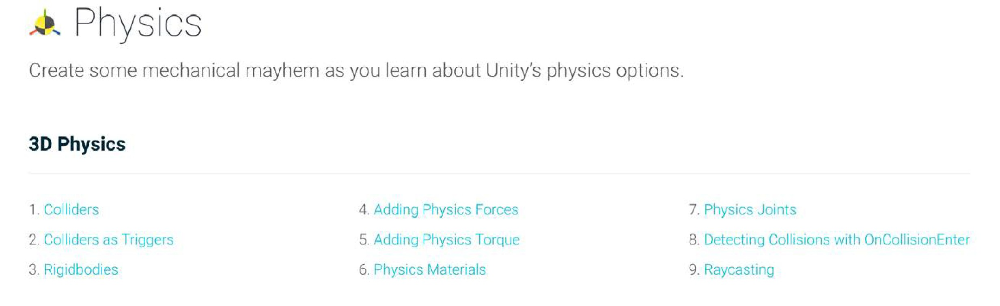 Physics
Create some mechanical mayhem as you learn about Unity's physics options.
3D Physics
1. Colliders
2. Colliders as Triggers
3. Rigidbodies
4. Adding Physics Forces
5. Adding Physics Torque
6. Physics Materials
7. Physics Joints
8. Detecting Collisions with OnCollisionEnter
9. Raycasting